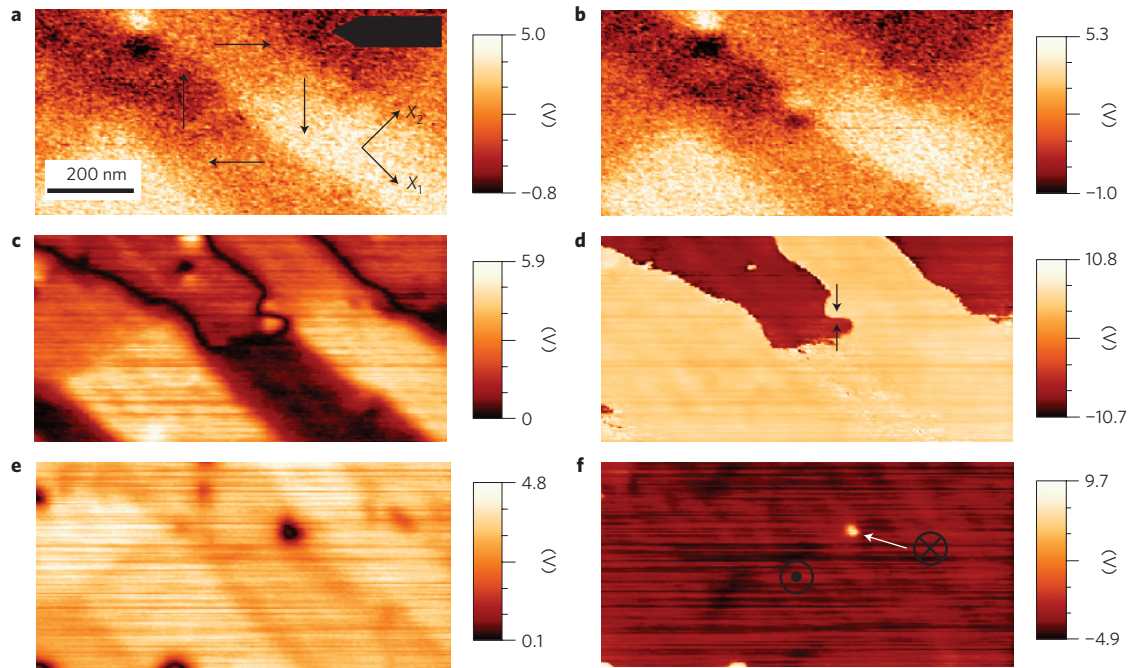 a
5.0
(V)
−0.8
X2
X1
200 nm
b
5.3
(V)
−1.0
c
5.9
(V)
0
d
10.8
(V)
−10.7
e
4.8
(V)
0.1
f
9.7
(V)
−4.9